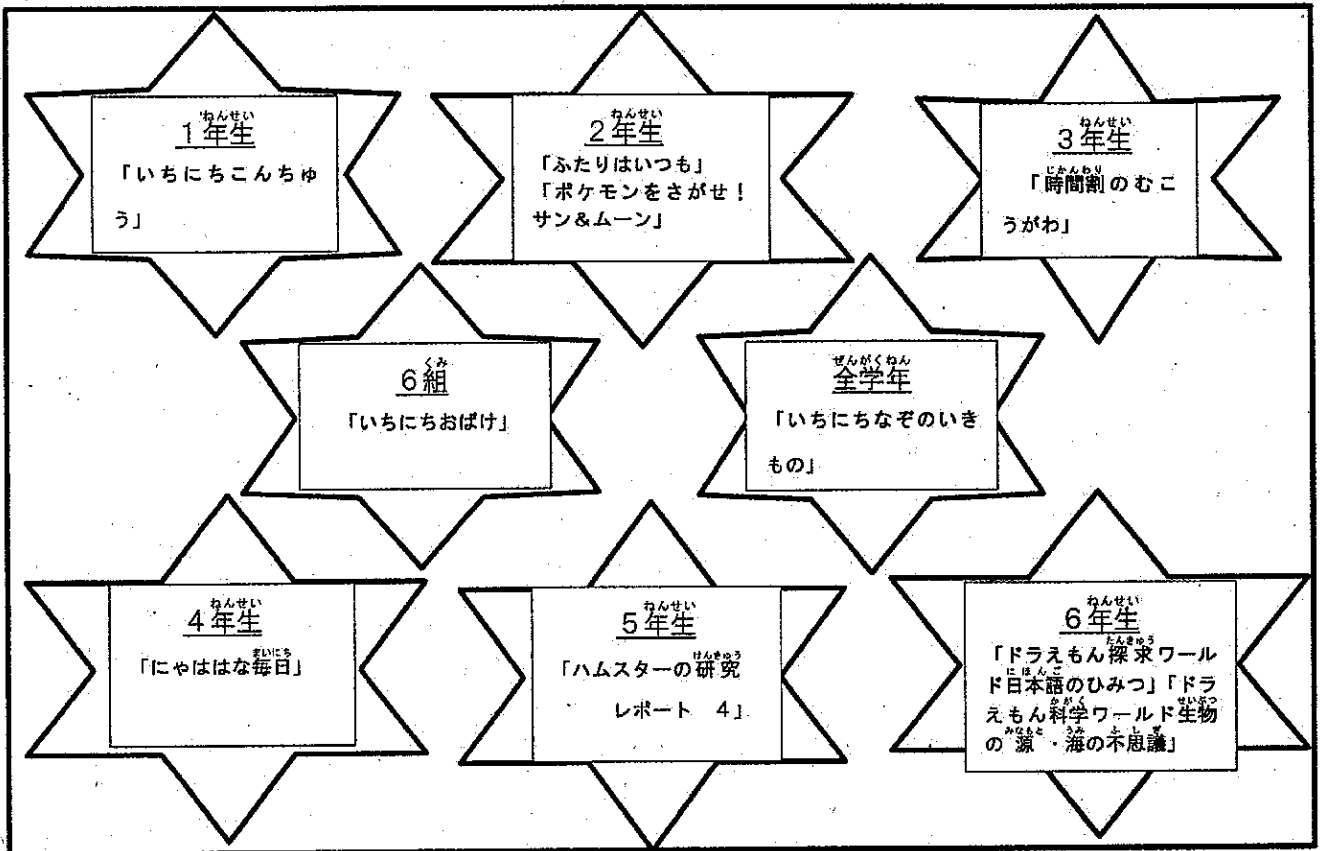 1年生
「いちにちこんちゅ
う」
2年生
「ふたりはいつも」
「ポケモンをさがせ！
サン＆ムーン」
3年生
「時間割のむこ
うがわ」
6組
「いちにちおばけ」
全学年
「いちにちなぞのいき
もの」
4年生
「にゃははな毎日」
5年生
「ハムスターの研究
レポート　4」
6年生
「ドラえもん探求ワール
ド日本語のひみつ」「ドラ
えもん科学ワールド生物
の源・海の不思議」